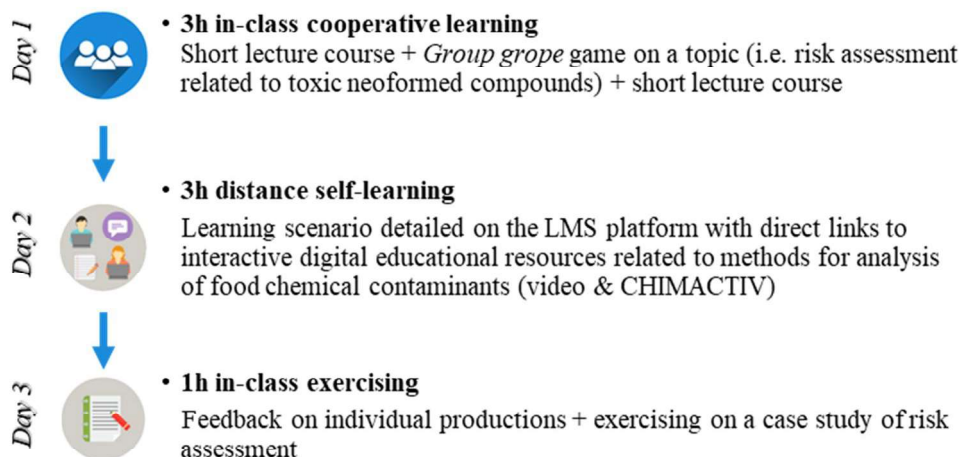 Day 1
• 3h in-class cooperative learning
Short lecture course + Group grope game on a topic (i.e. risk assessment
related to toxic neoformed compounds) + short lecture course
Day 2
• 3h distance self-learning
Learning scenario detailed on the LMS platform with direct links to
interactive digital educational resources related to methods for analysis
of food chemical contaminants (video & CHIMACTIV)
Day 3
• 1h in-class exercising
Feedback on individual productions + exercising on a case study of risk
assessment